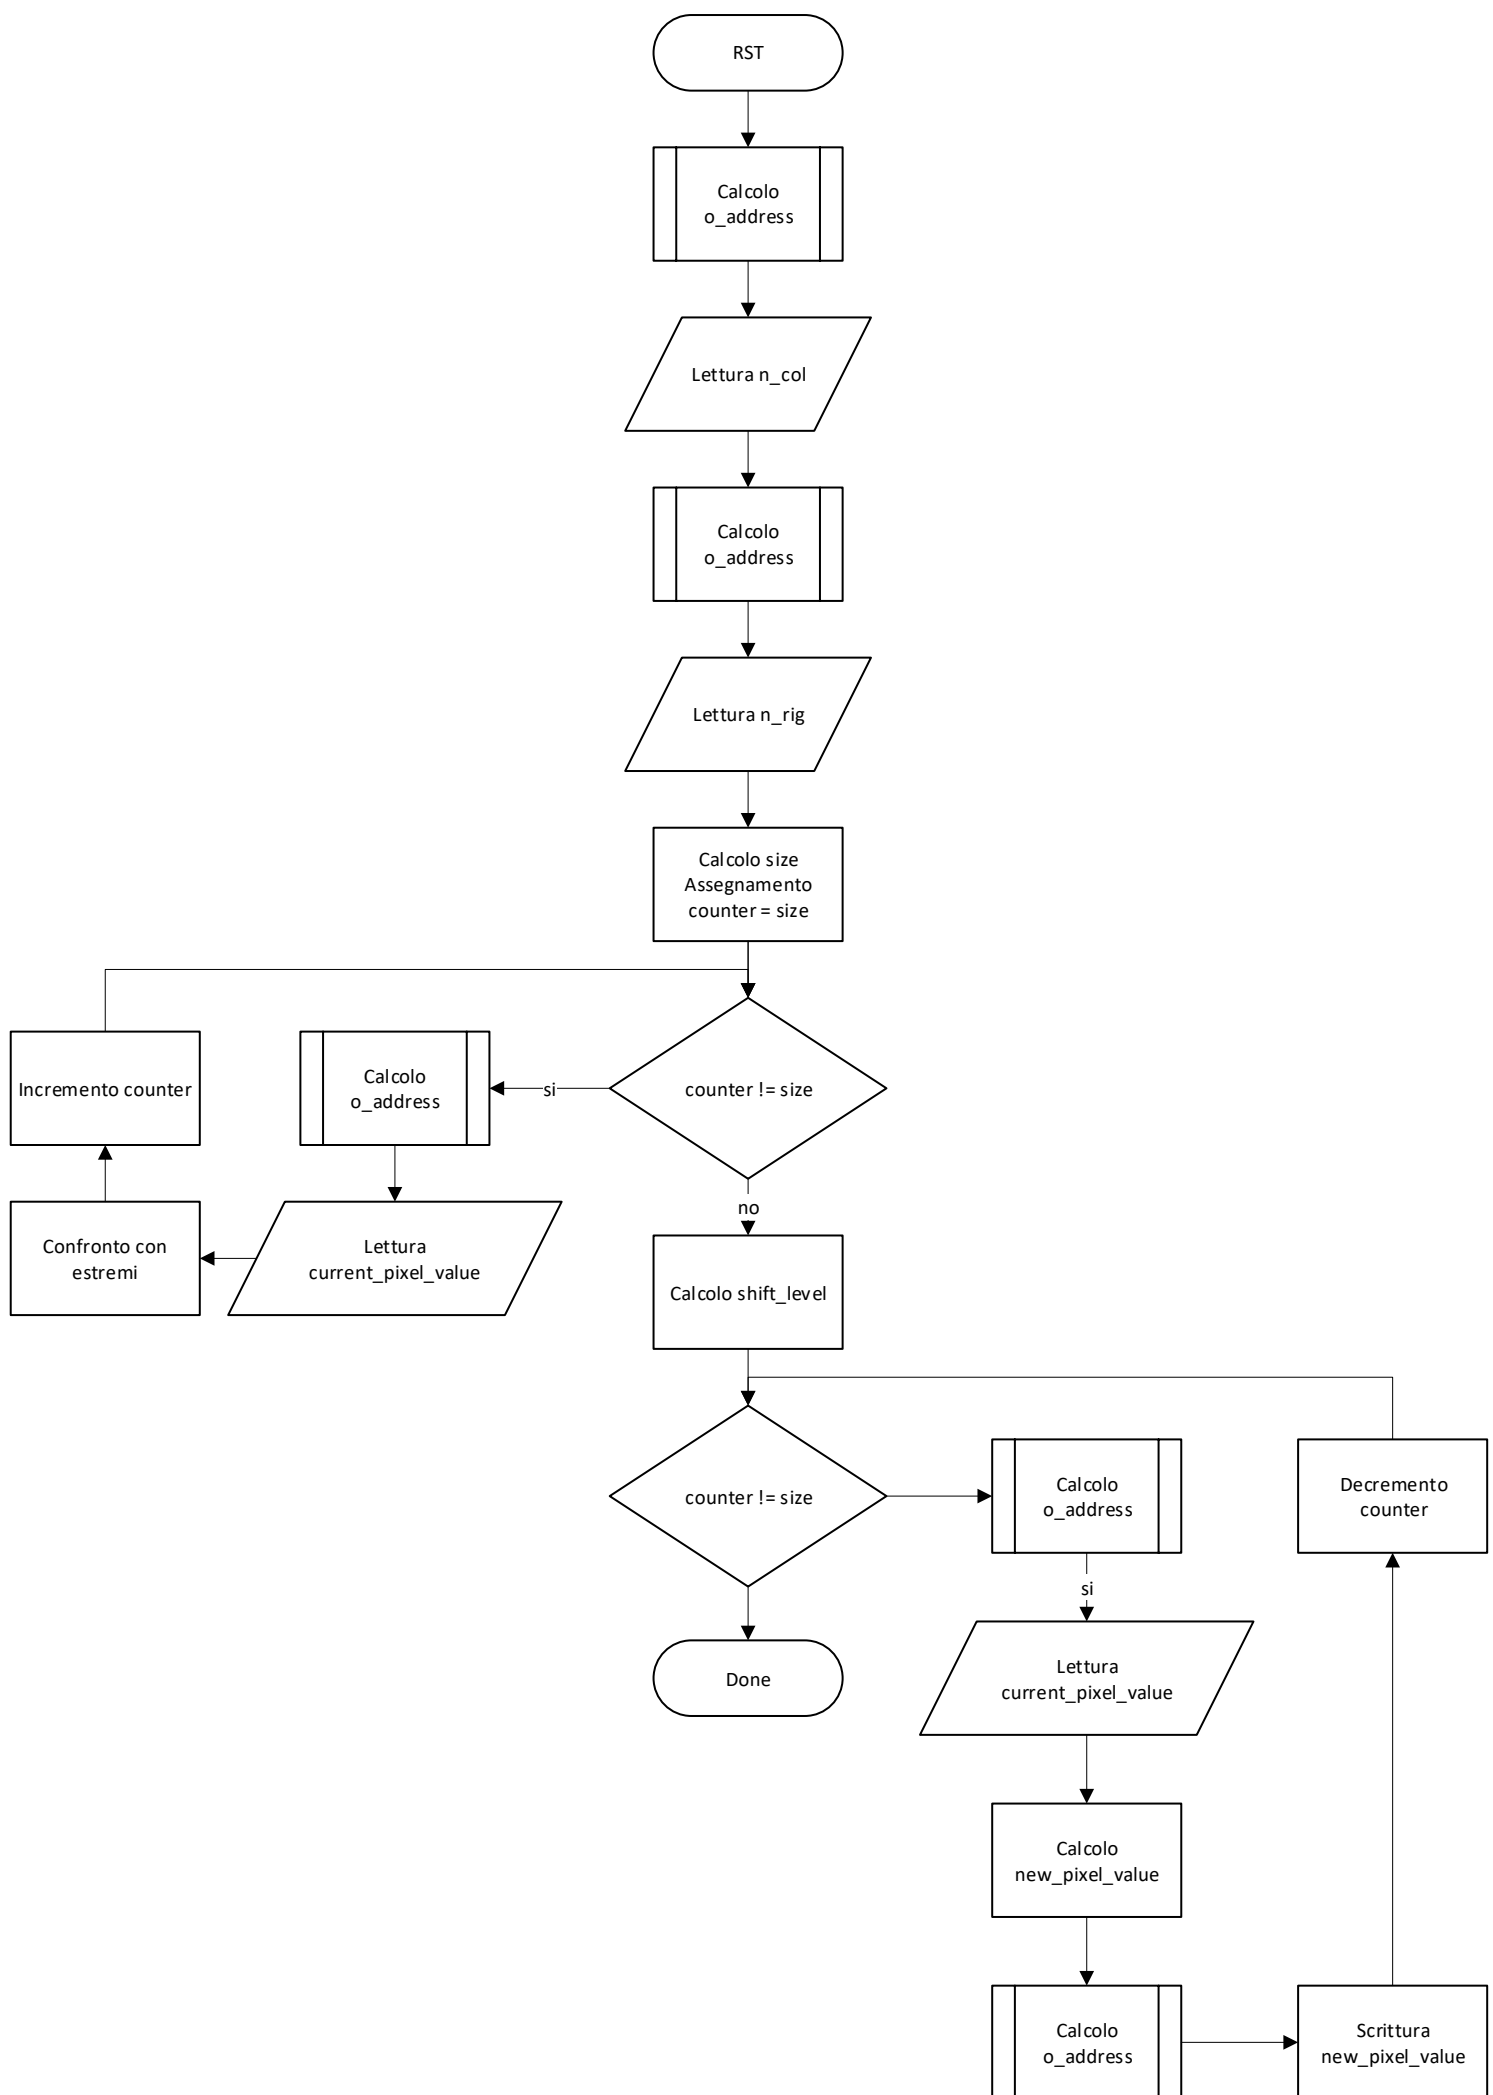 RST
Calcolo
o_address
Lettura n_col
Calcolo
o_address
Lettura n_rig
Calcolo size
Assegnamento
counter = size
counter != size
si
Calcolo
o_address
Lettura
current_pixel_value
Confronto con
estremi
Incremento counter
no
Calcolo shift_level
counter != size
Calcolo
o_address
si
Lettura
current_pixel_value
Calcolo
new_pixel_value
Calcolo
o_address
Scrittura
new_pixel_value
Decremento
counter
Done